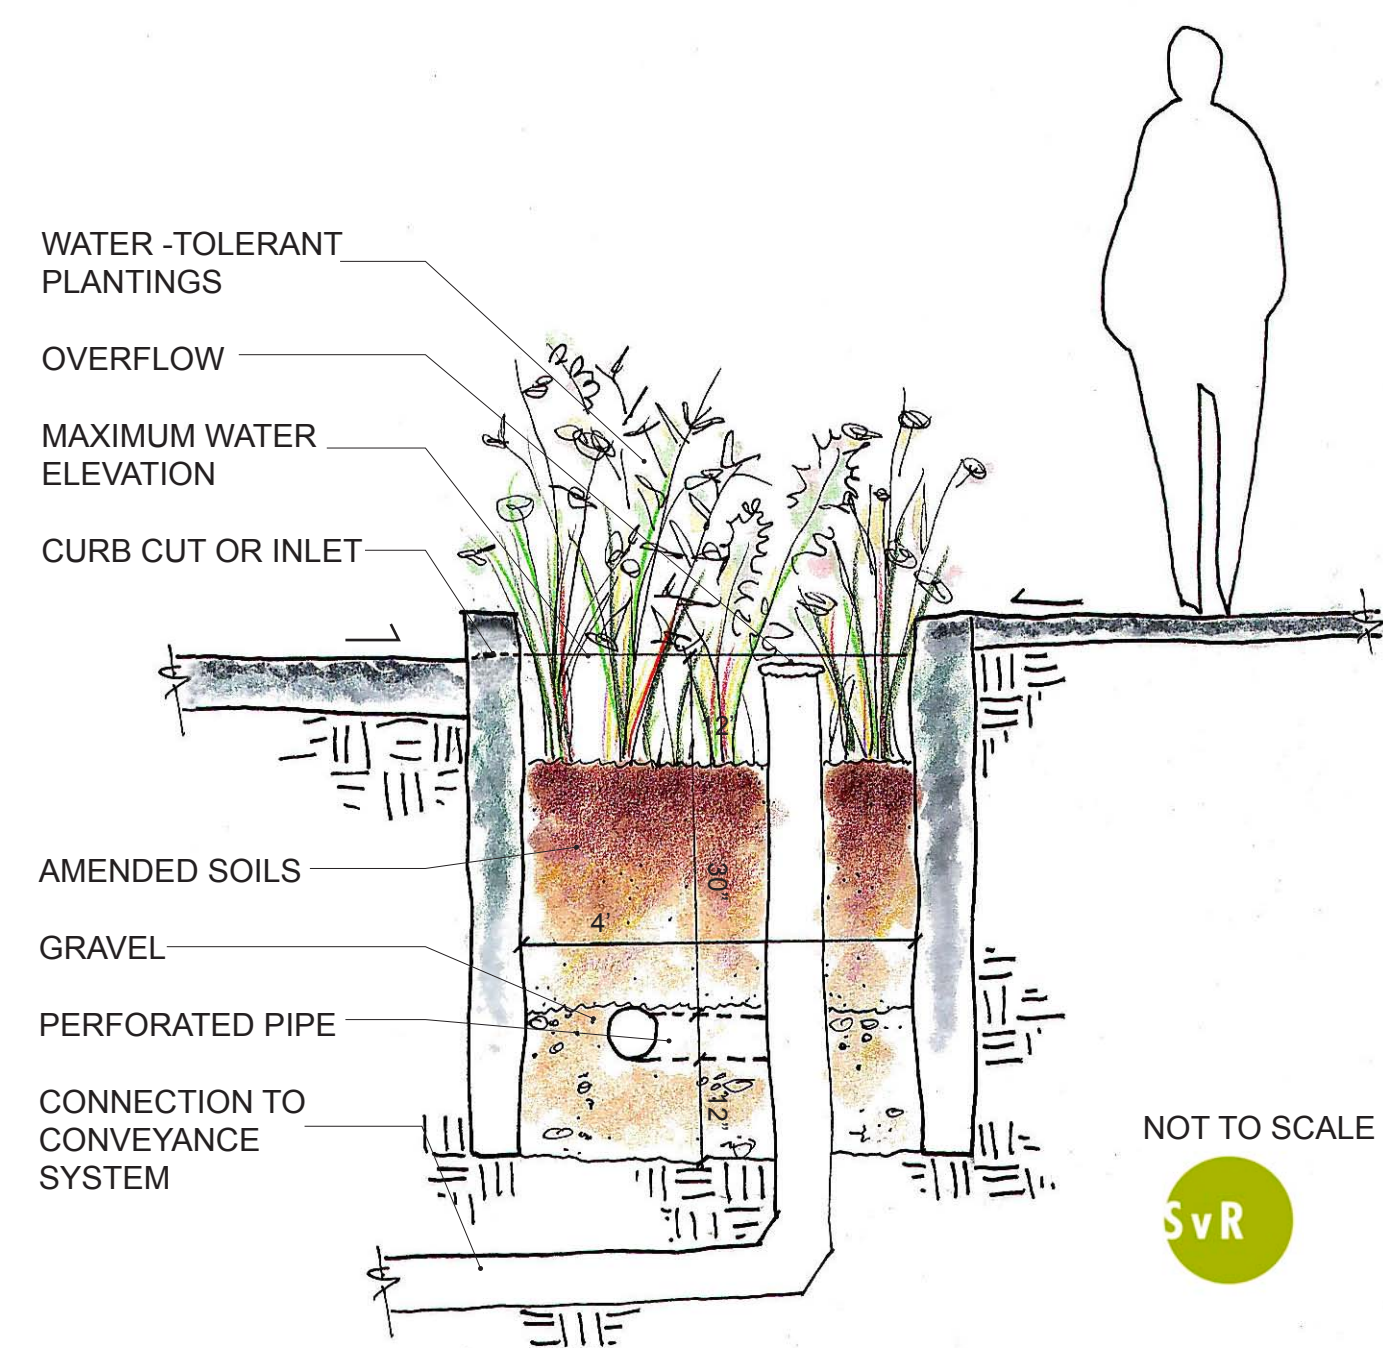 WATER -TOLERANT
PLANTINGS
OVERFLOW
MAXIMUM WATER
ELEVATION
CURB CUT OR INLET
AMENDED SOILS
GRAVEL
PERFORATED PIPE
CONNECTION TO
CONVEYANCE
SYSTEM
30”
4’
12”
NOT TO SCALE
SvR